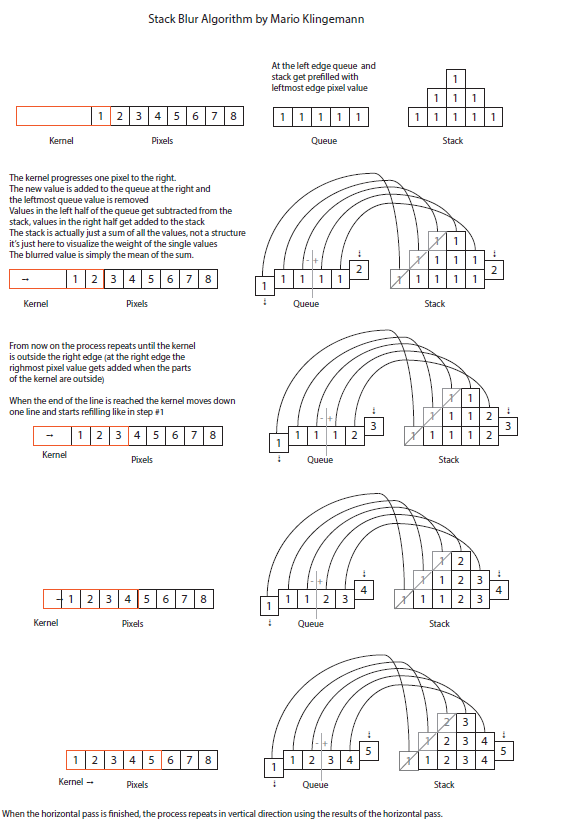 Stack Blur Algorithm by Mario Klingemann
At the left edge queue and
stack get prefilled with
leftmost edge pixel value
1
1 1 1
1 2 3 4 5 6 7 8
1 1 1 1 1
1 1 1 1 1
Kernel
Pixels
Queue
Stack
The kernel progresses one pixel to the right.
The new value is added to the queue at the right and
the leftmost queue value is removed
Values in the left half of the queue get subtracted from the
stack, values in the right half get added to the stack
The stack is actually just a sum of all the values, not a structure
it's just here to visualize the weight of the single values
The blurred value is simply the mean of the sum.
→ 1 2 3 4 5 6 7 8
- +
↓
1 1 1 1 1 2
↓
1 1
1 1 1 1
1 1 1 1 1 2
↓
Kernel
Pixels
Queue
Stack
From now on the process repeats until the kernel
is outside the right edge (at the right edge the
righmost pixel value gets added when the parts
of the kernel are outside)
When the end of the line is reached the kernel moves down
one line and starts refilling like in step #1
→ 1 2 3 4 5 6 7 8
- +
↓
1 1 1 1 2 3
↓
1 1
1 1 1 2
1 1 1 1 2 3
↓
Kernel
Pixels
Queue
Stack
→ 1 2 3 4 5 6 7 8
- +
↓
1 1 1 2 3 4
↓
1 2
1 1 2 3
1 1 1 2 3 4
↓
Kernel
Pixels
Queue
Stack
1 2 3 4 5 6 7 8
- +
↓
1 1 2 3 4 5
↓
2 3
1 2 3 4
1 1 2 3 4 5
↓
Kernel →
Pixels
Queue
Stack
When the horizontal pass is finished, the process repeats in vertical direction using the results of the horizontal pass.